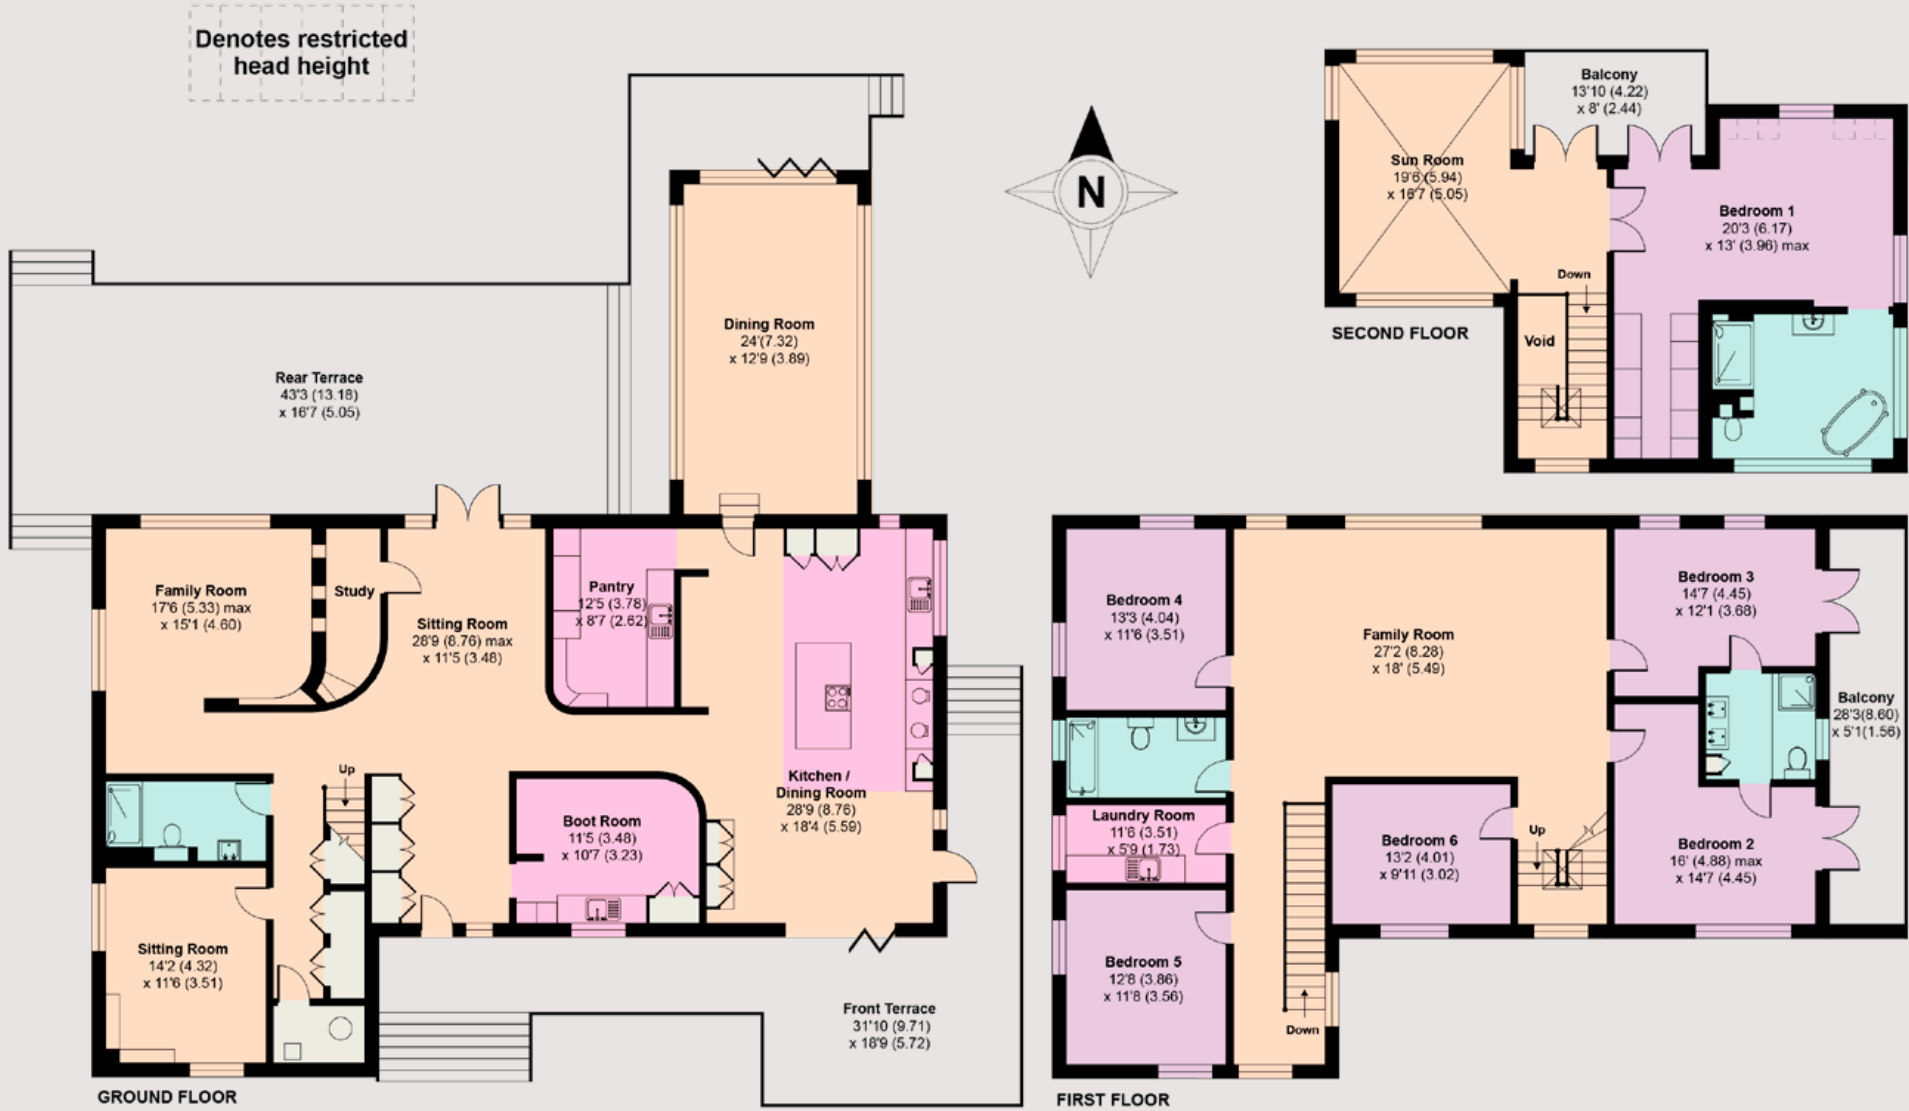 Denotes restricted
head height
N
Rear Terrace
43'3 (13.18)
x 16'7 (5.05)
Dining Room
24'(7.32)
x 12'9 (3.89)
Family Room
17'6 (5.33) max
x 15'1 (4.60)
Study
Sitting Room
28'9 (8.76) max
x 11'5 (3.48)
Pantry
12'5 (3.78)
x 8'7 (2.62)
Kitchen /
Dining Room
28'9 (8.76)
x 18'4 (5.59)
Up
Boot Room
11'5 (3.48)
x 10'7 (3.23)
Sitting Room
14'2 (4.32)
x 11'6 (3.51)
Front Terrace
31'10 (9.71)
x 18'9 (5.72)
GROUND FLOOR
Balcony
13'10 (4.22)
x 8' (2.44)
Sun Room
19'6 (5.94)
x 16'7 (5.05)
Bedroom 1
20'3 (6.17)
x 13' (3.96) max
Down
Void
SECOND FLOOR
Bedroom 4
13'3 (4.04)
x 11'6 (3.51)
Family Room
27'2 (8.28)
x 18' (5.49)
Bedroom 3
14'7 (4.45)
x 12'1 (3.68)
Balcony
28'3(8.60)
x 5'1(1.56)
Laundry Room
11'6 (3.51)
x 5'9 (1.73)
Bedroom 6
13'2 (4.01)
x 9'11 (3.02)
Up
Bedroom 2
16' (4.88) max
x 14'7 (4.45)
Bedroom 5
12'8 (3.86)
x 11'8 (3.56)
Down
FIRST FLOOR